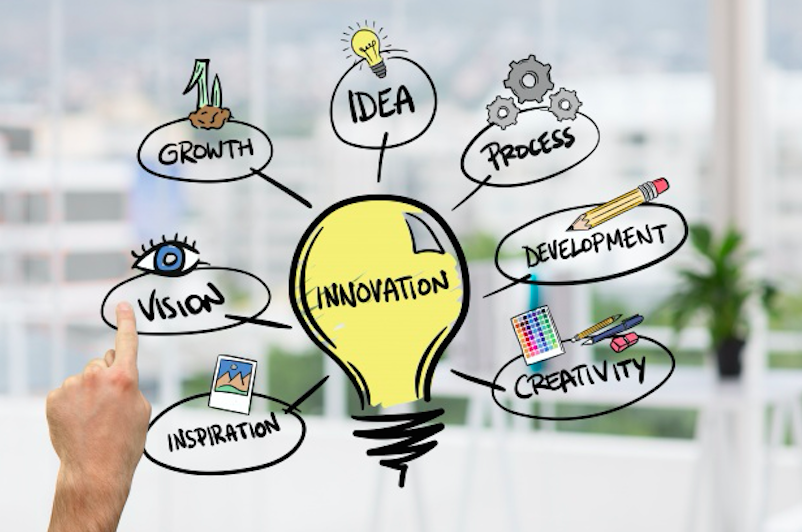 IDEA
GROWTH
PROCESS
DEVELOPMENT
INNOVATION
VISION
CREATIVITY
INSPIRATION